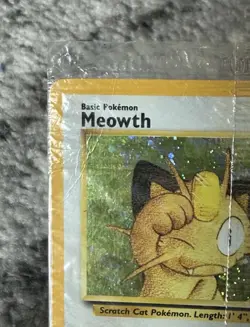 Basic Pokémon
Meowth
Scratch Cat Pokémon. Length: 1' 4"